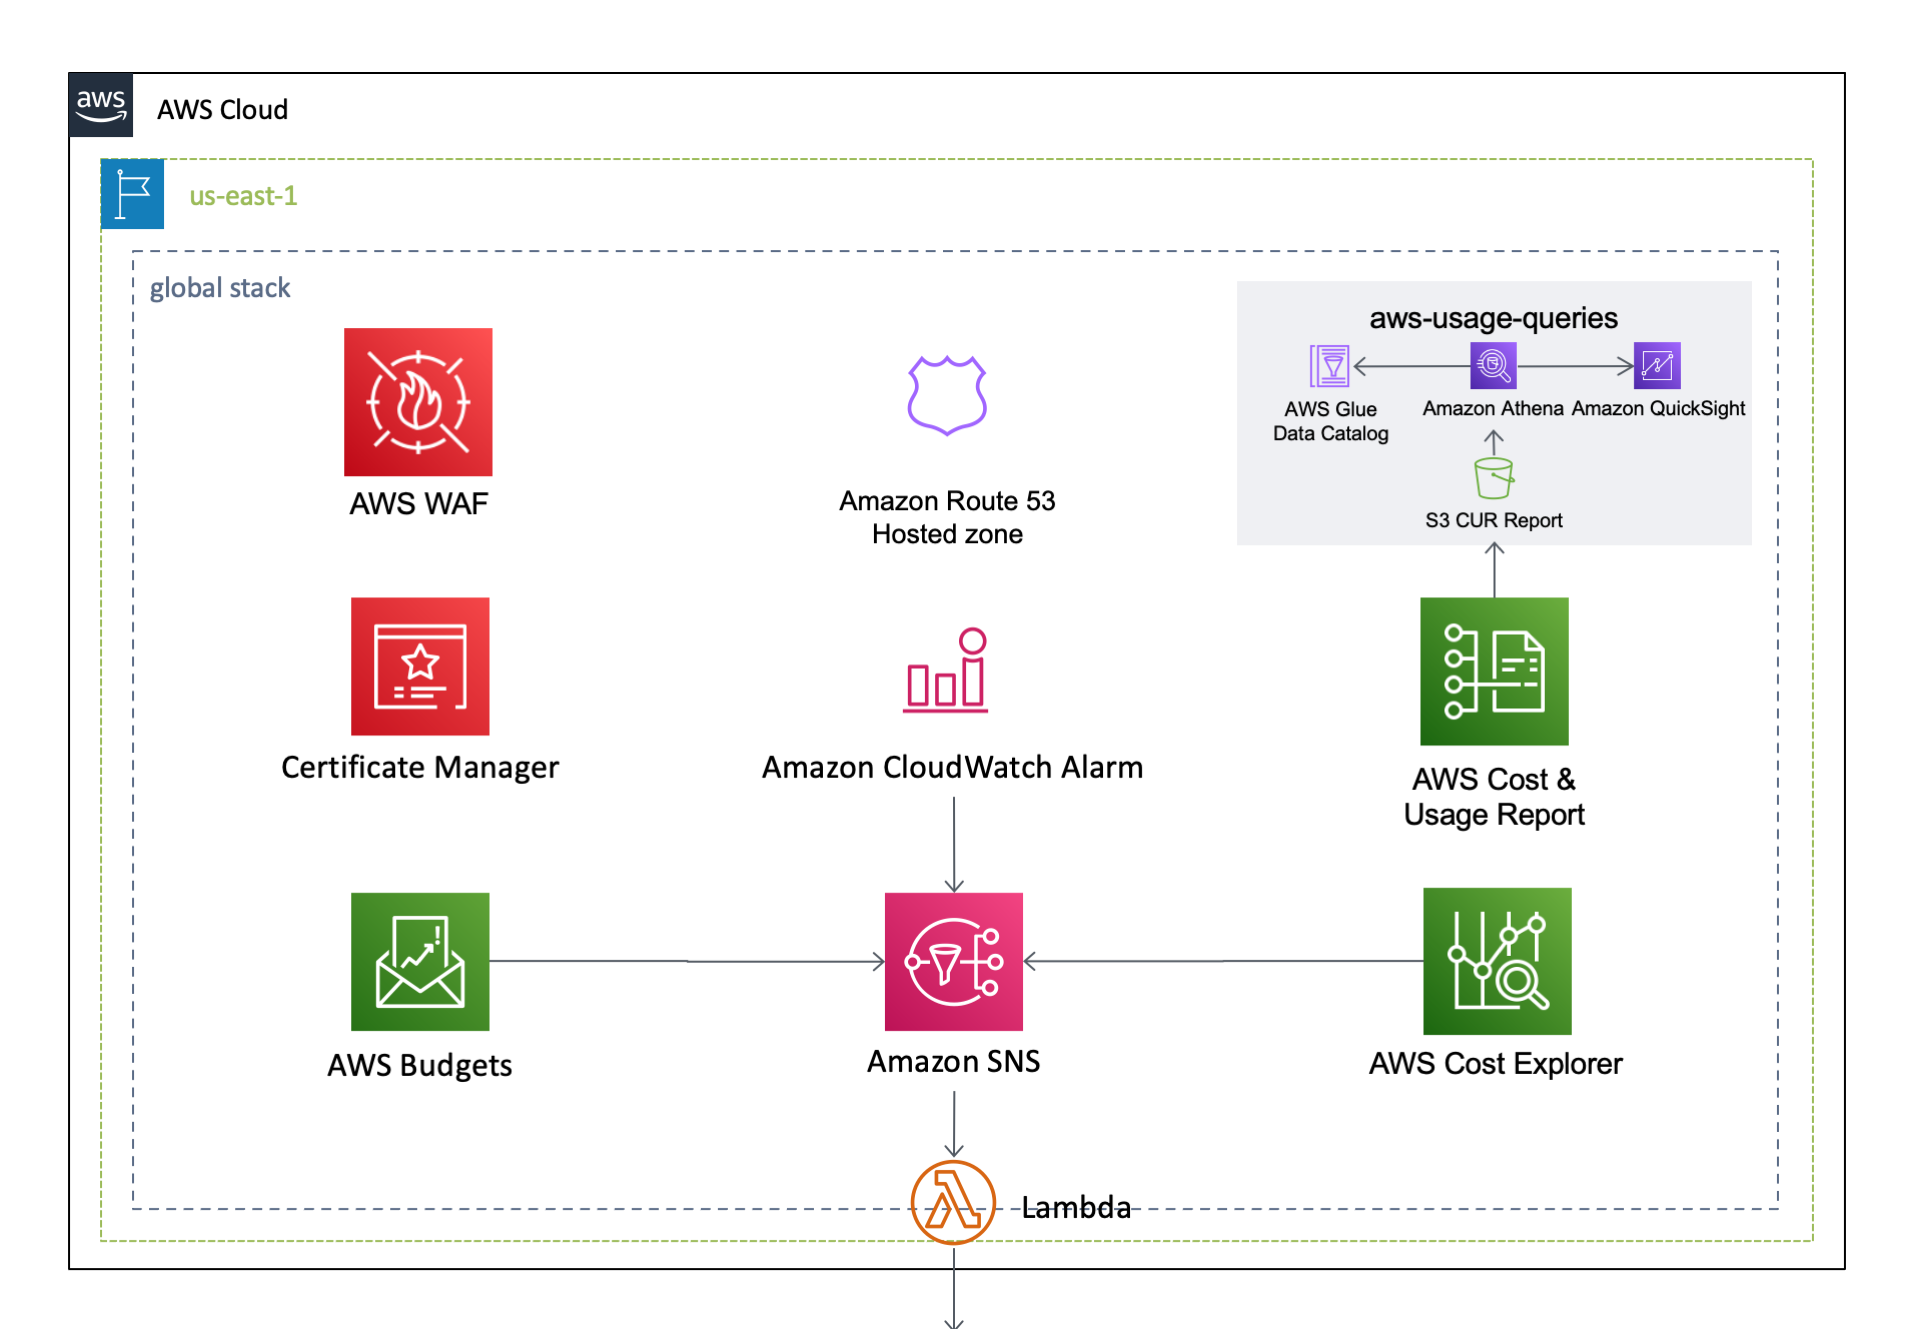 aws
AWS Cloud
us-east-1
global stack
AWS WAF
Amazon Route 53
Hosted zone
aws-usage-queries
AWS Glue
Data Catalog
Amazon Athena
Amazon QuickSight
S3 CUR Report
Certificate Manager
Amazon CloudWatch Alarm
AWS Cost &
Usage Report
AWS Budgets
Amazon SNS
AWS Cost Explorer
Lambda